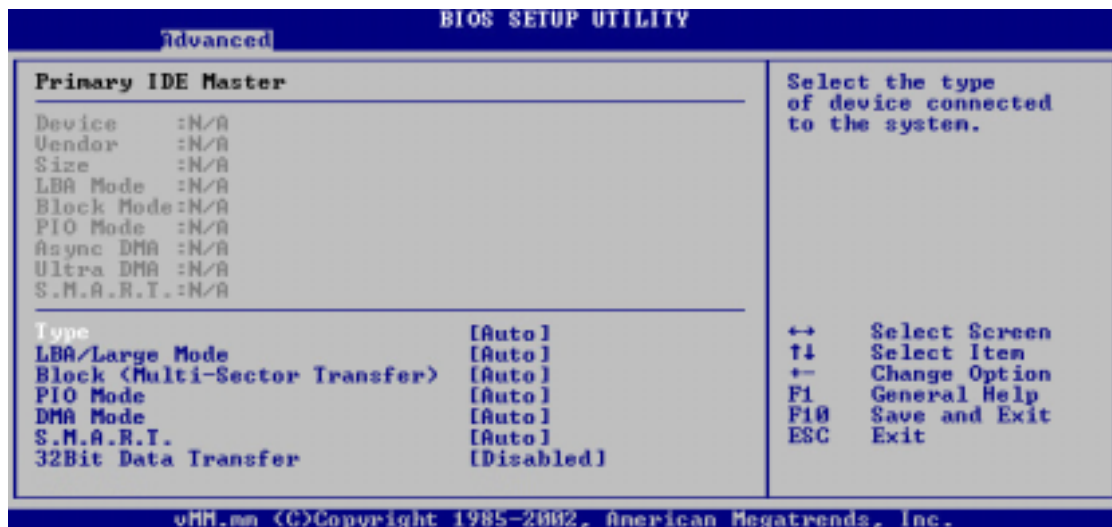 BIOS SETUP UTILITY
Advanced
Primary IDE Master
Device :N/A
Vendor :N/A
Size :N/A
LBA Mode :N/A
Block Mode:N/A
PIO Mode :N/A
Async DMA :N/A
Ultra DMA :N/A
S.M.A.R.T.:N/A
Type [Auto]
LBA/Large Mode [Auto]
Block (Multi-Sector Transfer) [Auto]
PIO Mode [Auto]
DMA Mode [Auto]
S.M.A.R.T. [Auto]
32Bit Data Transfer [Disabled]
Select the type
of device connected
to the system.
↔ Select Screen
↑↓ Select Item
+- Change Option
F1 General Help
F10 Save and Exit
ESC Exit
vMM.mm (C)Copyright 1985-2002, American Megatrends, Inc.